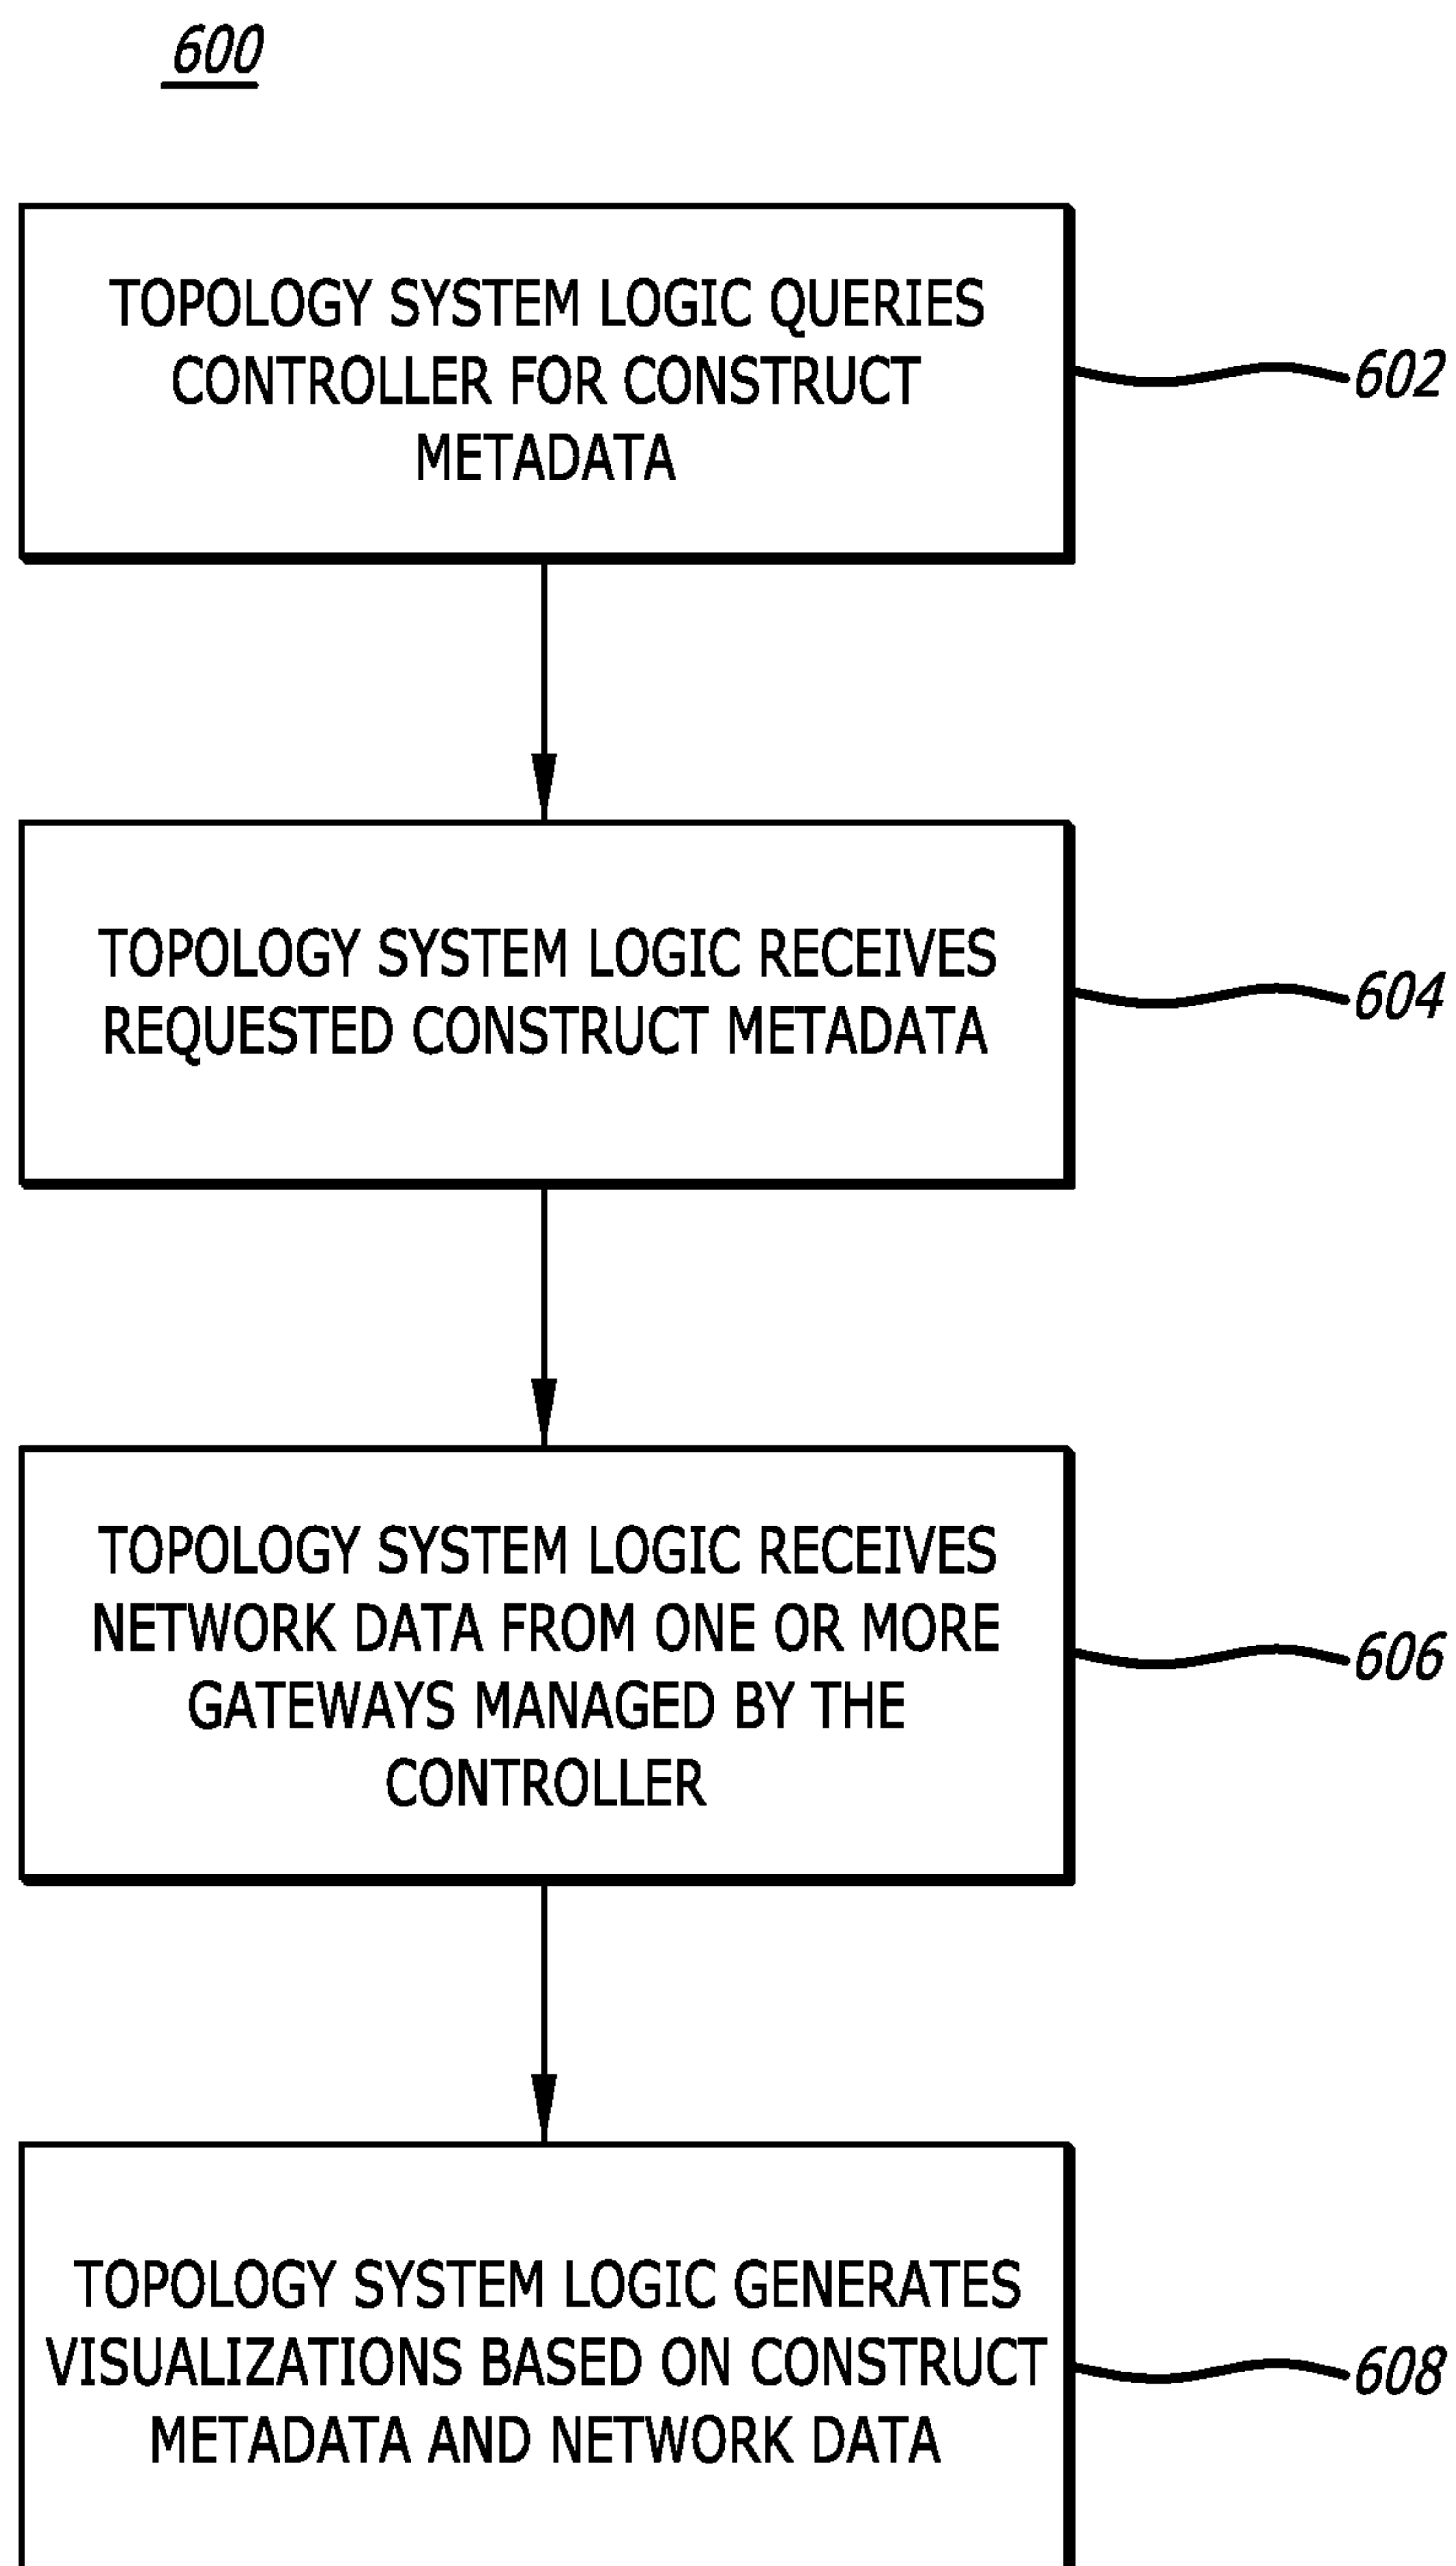 600
TOPOLOGY SYSTEM LOGIC QUERIES
CONTROLLER FOR CONSTRUCT
METADATA
602
TOPOLOGY SYSTEM LOGIC RECEIVES
REQUESTED CONSTRUCT METADATA
604
TOPOLOGY SYSTEM LOGIC RECEIVES
NETWORK DATA FROM ONE OR MORE
GATEWAYS MANAGED BY THE
CONTROLLER
606
TOPOLOGY SYSTEM LOGIC GENERATES
VISUALIZATIONS BASED ON CONSTRUCT
METADATA AND NETWORK DATA
608